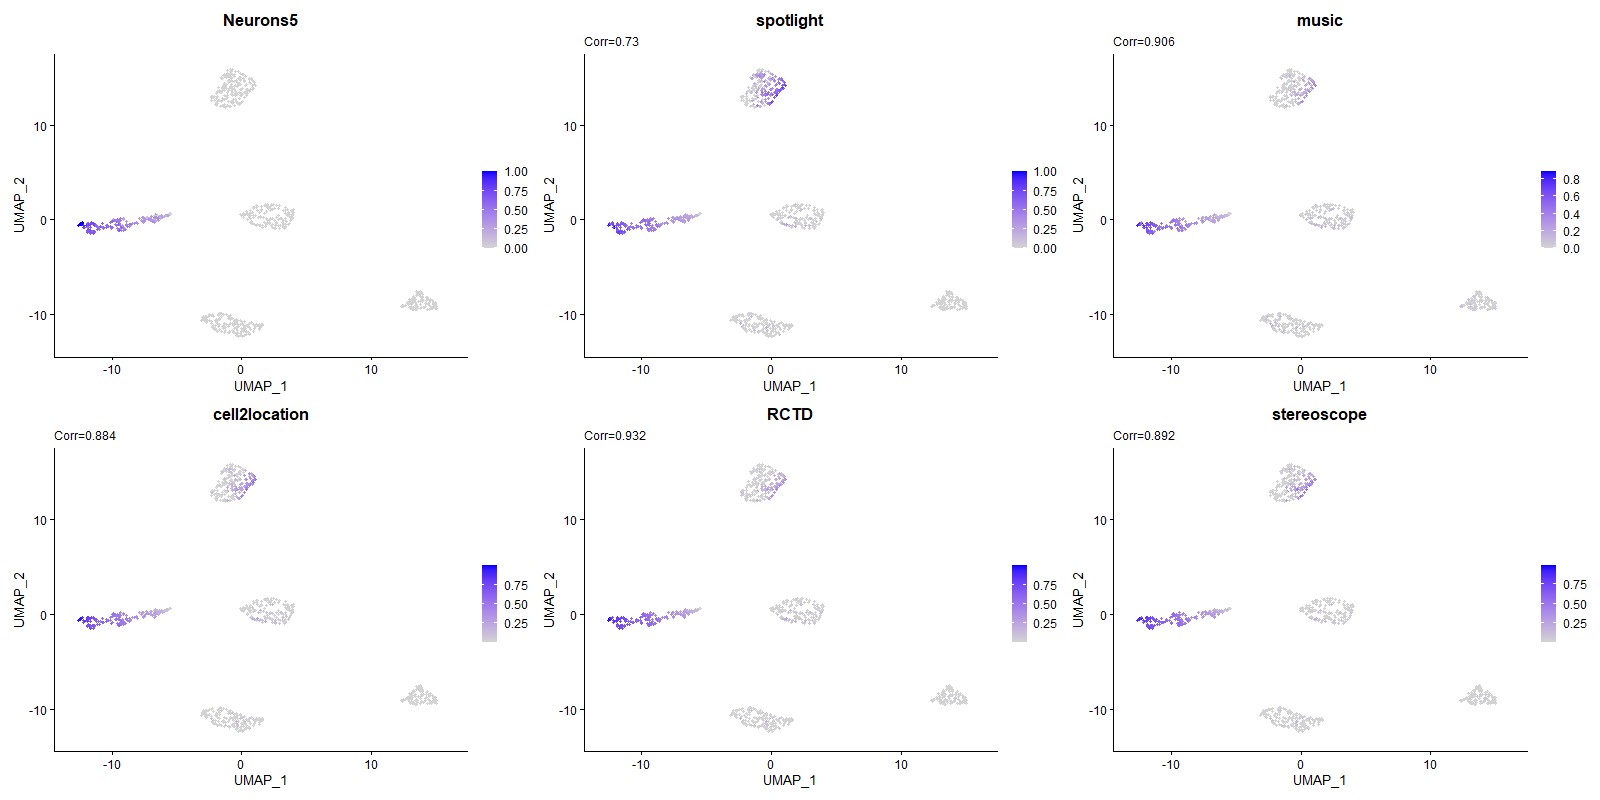 Neurons5
10
0
-10
UMAP_2
-10
0
10
UMAP_1
1.00
0.75
0.50
0.25
0.00
spotlight
Corr=0.73
10
0
-10
UMAP_2
-10
0
10
UMAP_1
1.00
0.75
0.50
0.25
0.00
music
Corr=0.906
10
0
-10
UMAP_2
-10
0
10
UMAP_1
0.8
0.6
0.4
0.2
0.0
cell2location
Corr=0.884
10
0
-10
UMAP_2
-10
0
10
UMAP_1
0.75
0.50
0.25
RCTD
Corr=0.932
10
0
-10
UMAP_2
-10
0
10
UMAP_1
0.75
0.50
0.25
stereoscope
Corr=0.892
10
0
-10
UMAP_2
-10
0
10
UMAP_1
0.75
0.50
0.25